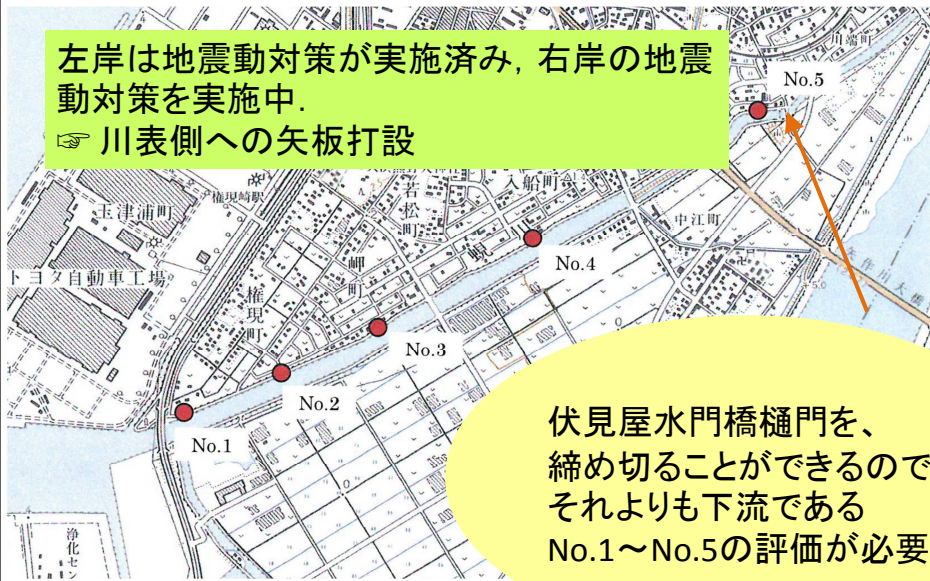 左岸は地震動対策が実施済み，右岸の地震
動対策を実施中．
☞ 川表側への矢板打設
川端町
No.5
権現崎駅
玉津浦町
若松町
入船町
中江町
トヨタ自動車工場
岬町
権現町
No.4
No.3
No.2
No.1
伏見屋水門橋樋門を、
締め切ることができるので
それよりも下流である
No.1～No.5の評価が必要